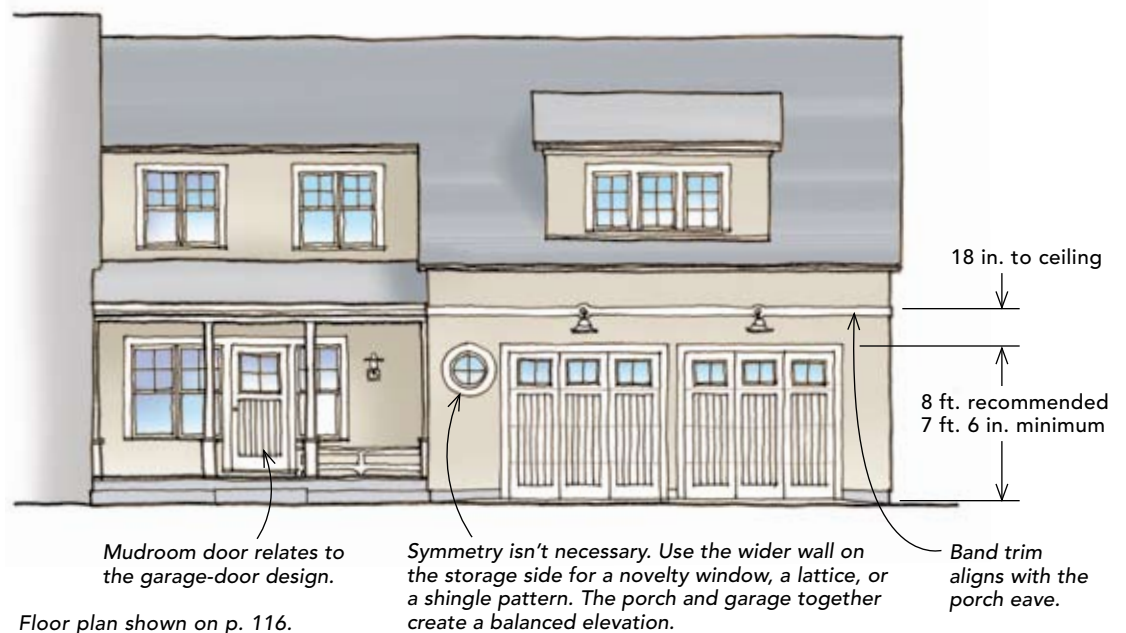 18 in. to ceiling
8 ft. recommended
7 ft. 6 in. minimum
Mudroom door relates to
the garage-door design.
Symmetry isn't necessary. Use the wider wall on
the storage side for a novelty window, a lattice, or
a shingle pattern. The porch and garage together
create a balanced elevation.
Band trim
aligns with the
porch eave.
Floor plan shown on p. 116.